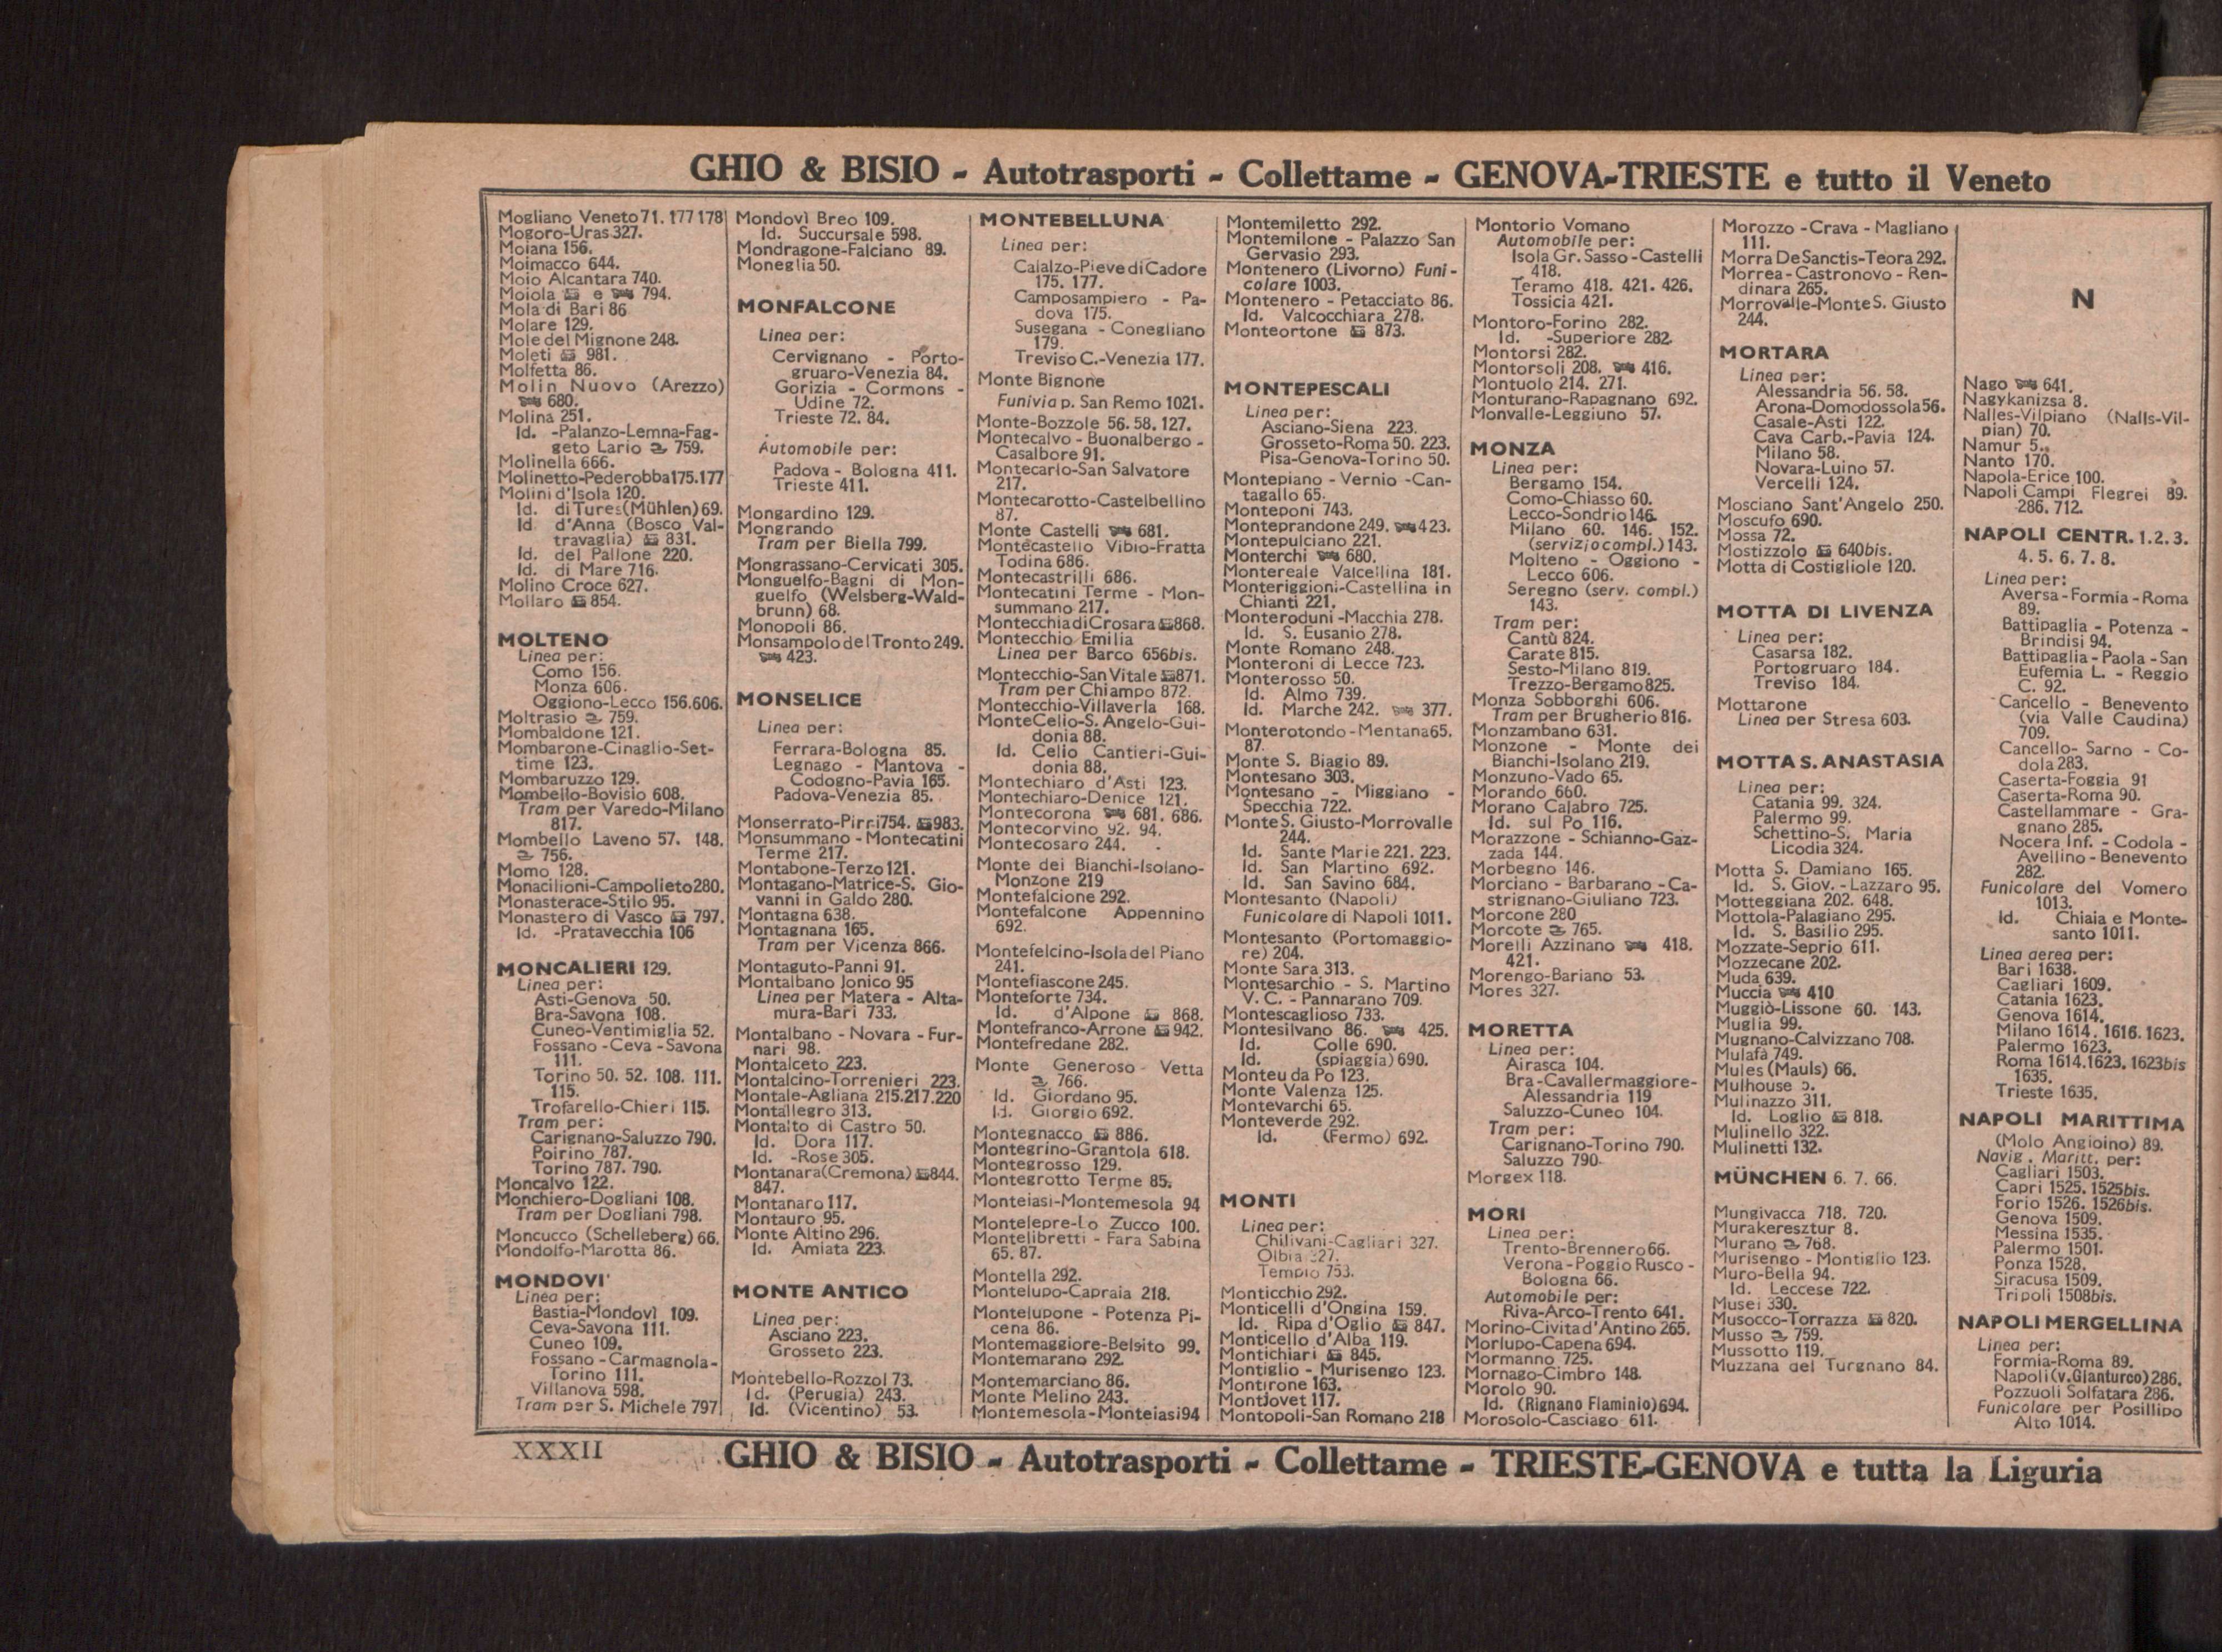 GHIO & BISIO - Autotrasporti - Collettame - GENOVA-TRIESTE e tutto il Veneto
Mogliano Veneto 71. 177 178
Mogoro-Uras 327.
Moiana 156.
Moimacco 644.
Moio Alcantara 740.
Moiola e 794.
Mola di Bari 86
Molare 129.
Mole del Mignone 248.
Moleti 981.
Molfetta 86.
Molin Nuovo (Arezzo)
680.
Molina 251.
Id. -Palanzo-Lemna-Fag-
geto Lario 759.
Molinella 666.
Molinetto-Pederobba 175.177
Molini d'Isola 120.
Id. di Tures (Mühlen) 69.
Id d'Anna (Bosco Val-
travaglia) 831.
Id. del Pallone 220.
Id. di Mare 716.
Molino Croce 627.
Mollaro 854.
MOLTENO
Linea per:
Como 156.
Monza 606.
Oggiono-Lecco 156.606.
Moltrasio 759.
Mombaldone 121.
Mombarone-Cinaglio-Set-
time 123.
Mombaruzzo 129.
Mombello-Bovisio 608.
Tram per Varedo-Milano
817.
Mombello Laveno 57. 148.
756.
Momo 128.
Monacilioni-Campolieto 280.
Monasterace-Stilo 95.
Monastero di Vasco 797.
Id. -Pratavecchia 106
MONCALIERI 129.
Linea per:
Asti-Genova 50.
Bra-Savona 108.
Cuneo-Ventimiglia 52.
Fossano -Ceva -Savona
111.
Torino 50. 52. 108. 111.
115.
Trofarello-Chieri 115.
Tram per:
Carignano-Saluzzo 790.
Poirino 787.
Torino 787. 790.
Moncalvo 122.
Monchiero-Dogliani 108.
Tram per Dogliani 798.
Moncucco (Schelleberg) 66.
Mondolfo-Marotta 86.
MONDOVI'
Linea per:
Bastia-Mondovì 109.
Ceva-Savona 111.
Cuneo 109.
Fossano - Carmagnola-
Torino 111.
Villanova 598.
Tram per S. Michele 797
Mondovì Breo 109.
Id. Succursale 598.
Mondragone-Falciano 89.
Moneglia 50.
MONFALCONE
Linea per:
Cervignano - Porto-
gruaro-Venezia 84.
Gorizia - Cormons -
Udine 72.
Trieste 72. 84.
Automobile per:
Padova - Bologna 411.
Trieste 411.
Mongardino 129.
Mongrando
Tram per Biella 799.
Mongrassano-Cervicati 305.
Monguelfo-Bagni di Mon-
guelfo (Welsberg-Wald-
brunn) 68.
Monopoli 86.
Monsampolo del Tronto 249.
423.
MONSELICE
Linea per:
Ferrara-Bologna 85.
Legnago - Mantova -
Codogno-Pavia 165.
Padova-Venezia 85.
Monserrato-Pirri 754. 983.
Monsummano - Montecatini
Terme 217.
Montabone-Terzo 121.
Montagano-Matrice-S. Gio-
vanni in Galdo 280.
Montagna 638.
Montagnana 165.
Tram per Vicenza 866.
Montaguto-Panni 91.
Montalbano Jonico 95
Linea per Matera - Alta-
mura-Bari 733.
Montalbano - Novara - Fur-
nari 98.
Montalceto 223.
Montalcino-Torrenieri 223.
Montale-Agliana 215.217.220
Montallegro 313.
Montalto di Castro 50.
Id. Dora 117.
Id. -Rose 305.
Montanara (Cremona) 844.
847.
Montanaro 117.
Montauro 95.
Monte Altino 296.
Id. Amiata 223.
MONTE ANTICO
Linea per:
Asciano 223.
Grosseto 223.
Montebello-Rozzol 73.
Id. (Perugia) 243.
Id. (Vicentino) 53.
MONTEBELLUNA
Linea per:
Calalzo-Pieve di Cadore
175. 177.
Camposampiero - Pa-
dova 175.
Susegana - Conegliano
179.
Treviso C.-Venezia 177.
Monte Bignone
Funivia p. San Remo 1021.
Monte-Bozzole 56. 58. 127.
Montecalvo - Buonalbergo -
Casalbore 91.
Montecarlo-San Salvatore
217.
Montecarotto-Castelbellino
87.
Monte Castelli 681.
Montecastello Vibio-Fratta
Todina 686.
Montecastrilli 686.
Montecatini Terme - Mon-
summano 217.
Montecchia di Crosara 868.
Montecchio Emilia
Linea per Barco 656bis.
Montecchio-San Vitale 871.
Tram per Chiampo 872.
Montecchio-Villaverla 168.
Monte Celio-S. Angelo-Gui-
donia 88.
Id. Celio Cantieri-Gui-
donia 88.
Montechiaro d'Asti 123.
Montechiaro-Denice 121.
Montecorona 681. 686.
Montecorvino 92. 94.
Montecosaro 244.
Monte dei Bianchi-Isolano-
Monzone 219
Montefalcione 292.
Montefalcone Appennino
692.
Montefelcino-Isola del Piano
241.
Montefiascone 245.
Monteforte 734.
Id. d'Alpone 868.
Montefranco-Arrone 942.
Montefredane 282.
Monte Generoso - Vetta
766.
Id. Giordano 95.
Id. Giorgio 692.
Montegnacco 886.
Montegrino-Grantola 618.
Montegrosso 129.
Montegrotto Terme 85.
Monteiasi-Montemesola 94
Montelepre-Lo Zucco 100.
Montelibretti - Fara Sabina
65. 87.
Montella 292.
Montelupo-Capraia 218.
Montelupone - Potenza Pi-
cena 86.
Montemaggiore-Belsito 99.
Montemarano 292.
Montemarciano 86.
Monte Melino 243.
Montemesola-Monteiasi 94
Montemiletto 292.
Montemilone - Palazzo San
Gervasio 293.
Montenero (Livorno) Funi-
colare 1003.
Montenero - Petacciato 86.
Id. Valcocchiara 278.
Monteortone 873.
MONTEPESCALI
Linea per:
Asciano-Siena 223.
Grosseto-Roma 50. 223.
Pisa-Genova-Torino 50.
Montepiano - Vernio -Can-
tagallo 65.
Monteponi 743.
Monteprandone 249. 423.
Montepulciano 221.
Monterchi 680.
Montereale Valcellina 181.
Monteriggioni-Castellina in
Chianti 221.
Monteroduni -Macchia 278.
Id. S. Eusanio 278.
Monte Romano 248.
Monteroni di Lecce 723.
Monterosso 50.
Id. Almo 739.
Id. Marche 242. 377.
Monterotondo - Mentana 65.
87.
Monte S. Biagio 89.
Montesano 303.
Montesano - Miggiano -
Specchia 722.
Monte S. Giusto-Morrovalle
244.
Id. Sante Marie 221. 223.
Id. San Martino 692.
Id. San Savino 684.
Montesanto (Napoli)
Funicolare di Napoli 1011.
Montesanto (Portomaggio-
re) 204.
Monte Sara 313.
Montesarchio - S. Martino
V. C. - Pannarano 709.
Montescaglioso 733.
Montesilvano 86. 425.
Id. Colle 690.
Id. (spiaggia) 690.
Monteu da Po 123.
Monte Valenza 125.
Montevarchi 65.
Monteverde 292.
Id. (Fermo) 692.
MONTI
Linea per:
Chilivani-Cagliari 327.
Olbia 327.
Tempio 753.
Monticchio 292.
Monticelli d'Ongina 159.
Id. Ripa d'Oglio 847.
Monticello d'Alba 119.
Montichiari 845.
Montiglio - Murisengo 123.
Montirone 163.
Montjovet 117.
Montopoli-San Romano 218
Montorio Vomano
Automobile per:
Isola Gr. Sasso - Castelli
418.
Teramo 418. 421. 426.
Tossicia 421.
Montoro-Forino 282.
Id. -Superiore 282.
Montorsi 282.
Montorsoli 208. 416.
Montuolo 214. 271.
Monturano-Rapagnano 692.
Monvalle-Leggiuno 57.
MONZA
Linea per:
Bergamo 154.
Como-Chiasso 60.
Lecco-Sondrio 146.
Milano 60. 146. 152.
(servizio compl.) 143.
Molteno - Oggiono -
Lecco 606.
Seregno (serv. compl.)
143.
Tram per:
Cantù 824.
Carate 815.
Sesto-Milano 819.
Trezzo-Bergamo 825.
Monza Sobborghi 606.
Tram per Brugherio 816.
Monzambano 631.
Monzone - Monte dei
Bianchi-Isolano 219.
Monzuno-Vado 65.
Morando 660.
Morano Calabro 725.
Id. sul Po 116.
Morazzone - Schianno-Gaz-
zada 144.
Morbegno 146.
Morciano - Barbarano -Ca-
strignano-Giuliano 723.
Morcone 280
Morcote 765.
Morelli Azzinano 418.
421.
Morengo-Bariano 53.
Mores 327.
MORETTA
Linea per:
Airasca 104.
Bra -Cavallermaggiore-
Alessandria 119
Saluzzo-Cuneo 104.
Tram per:
Carignano-Torino 790.
Saluzzo 790.
Morgex 118.
MORI
Linea per:
Trento-Brennero 66.
Verona - Poggio Rusco -
Bologna 66.
Automobile per:
Riva-Arco-Trento 641.
Morino-Civita d'Antino 265.
Morlupo-Capena 694.
Mormanno 725.
Mornago-Cimbro 148.
Morolo 90.
Id. (Rignano Flaminio) 694.
Morosolo-Casciago 611.
Morozzo -Crava - Magliano
111.
Morra De Sanctis-Teora 292.
Morrea - Castronovo - Ren-
dinara 265.
Morrovalle-Monte S. Giusto
244.
MORTARA
Linea per:
Alessandria 56. 58.
Arona-Domodossola 56.
Casale-Asti 122.
Cava Carb.-Pavia 124.
Milano 58.
Novara-Luino 57.
Vercelli 124.
Mosciano Sant'Angelo 250.
Moscufo 690.
Mossa 72.
Mostizzolo 640bis.
Motta di Costigliole 120.
MOTTA DI LIVENZA
Linea per:
Casarsa 182.
Portogruaro 184.
Treviso 184.
Mottarone
Linea per Stresa 603.
MOTTA S. ANASTASIA
Linea per:
Catania 99. 324.
Palermo 99.
Schettino-S. Maria
Licodia 324.
Motta S. Damiano 165.
Id. S. Giov. - Lazzaro 95.
Motteggiana 202. 648.
Mottola-Palagiano 295.
Id. S. Basilio 295.
Mozzate-Seprio 611.
Mozzecane 202.
Muda 639.
Muccia 410
Muggiò-Lissone 60. 143.
Muglia 99.
Mugnano-Calvizzano 708.
Mulafà 749.
Mules (Mauls) 66.
Mulhouse 5.
Mulinazzo 311.
Id. Loglio 818.
Mulinello 322.
Mulinetti 132.
MÜNCHEN 6. 7. 66.
Mungivacca 718. 720.
Murakeresztur 8.
Murano 768.
Murisengo - Montiglio 123.
Muro-Bella 94.
Id. Leccese 722.
Musei 330.
Musocco-Torrazza 820.
Musso 759.
Mussotto 119.
Muzzana del Turgnano 84.
N
Nago 641.
Nagykanizsa 8.
Nalles-Vilpiano (Nalls-Vil-
pian) 70.
Namur 5.
Nanto 170.
Napola-Erice 100.
Napoli Campi Flegrei 89.
286. 712.
NAPOLI CENTR. 1. 2. 3.
4. 5. 6. 7. 8.
Linea per:
Aversa - Formia - Roma
89.
Battipaglia - Potenza -
Brindisi 94.
Battipaglia - Paola - San
Eufemia L. - Reggio
C. 92.
Cancello - Benevento
(via Valle Caudina)
709.
Cancello- Sarno - Co-
dola 283.
Caserta-Foggia 91
Caserta-Roma 90.
Castellammare - Gra-
gnano 285.
Nocera Inf. - Codola -
Avellino - Benevento
282.
Funicolare del Vomero
1013.
Id. Chiaia e Monte-
santo 1011.
Linea aerea per:
Bari 1638.
Cagliari 1609.
Catania 1623.
Genova 1614.
Milano 1614. 1616. 1623.
Palermo 1623.
Roma 1614. 1623. 1623bis
1635.
Trieste 1635.
NAPOLI MARITTIMA
(Molo Angioino) 89.
Navig. Maritt. per:
Cagliari 1503.
Capri 1525. 1525bis.
Forio 1526. 1526bis.
Genova 1509.
Messina 1535.
Palermo 1501.
Ponza 1528.
Siracusa 1509.
Tripoli 1508bis.
NAPOLI MERGELLINA
Linea per:
Formia-Roma 89.
Napoli (v. Gianturco) 286.
Pozzuoli Solfatara 286.
Funicolare per Posillipo
Alto 1014.
XXXII
GHIO & BISIO - Autotrasporti - Collettame - TRIESTE-GENOVA e tutta la Liguria